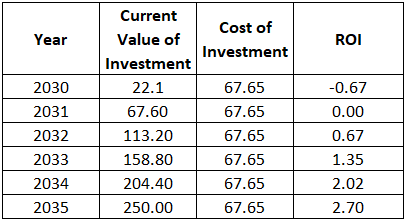 Year Current Value of Investment Cost of Investment ROI
2030 22.1 67.65 -0.67
2031 67.60 67.65 0.00
2032 113.20 67.65 0.67
2033 158.80 67.65 1.35
2034 204.40 67.65 2.02
2035 250.00 67.65 2.70